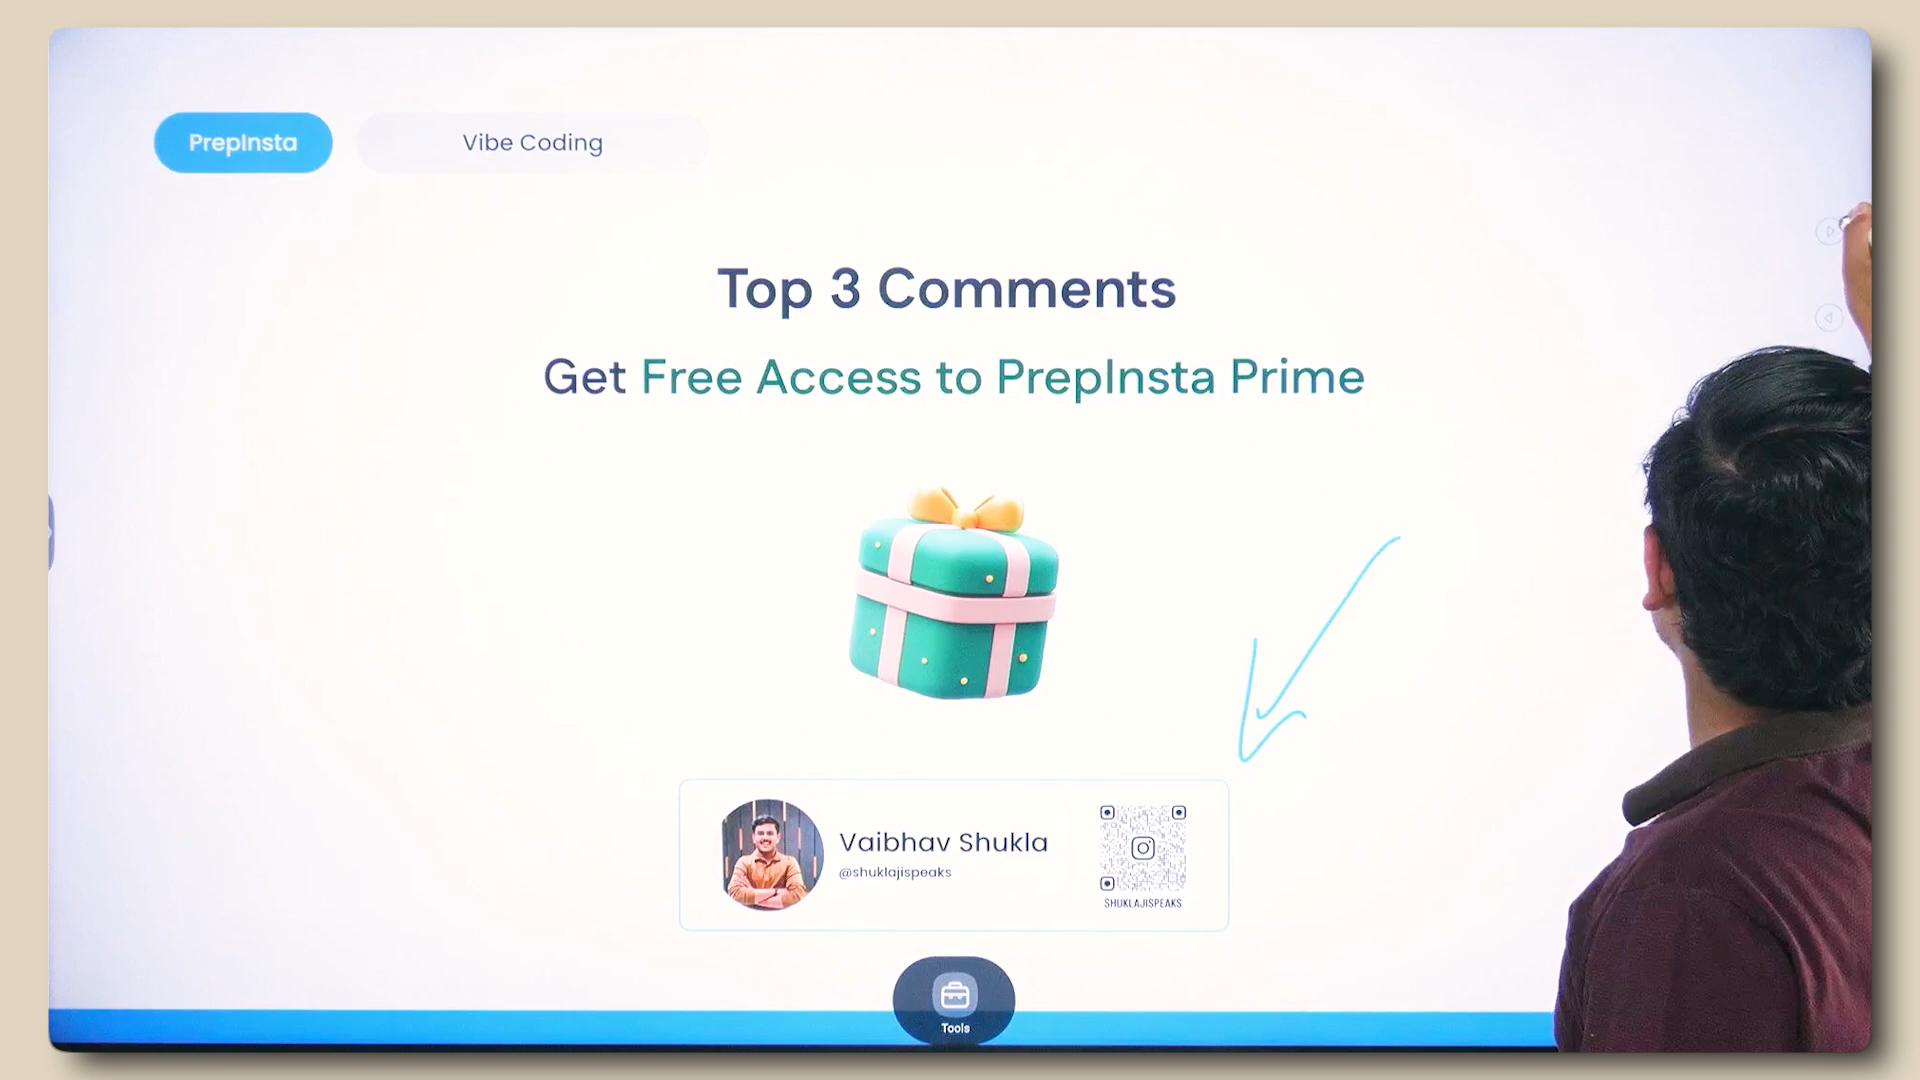 PrepInsta
Vibe Coding
Top 3 Comments
Get Free Access to PrepInsta Prime
Vaibhav Shukla
@shuklajispeaks
SHUKLAJISPEAKS
Tools